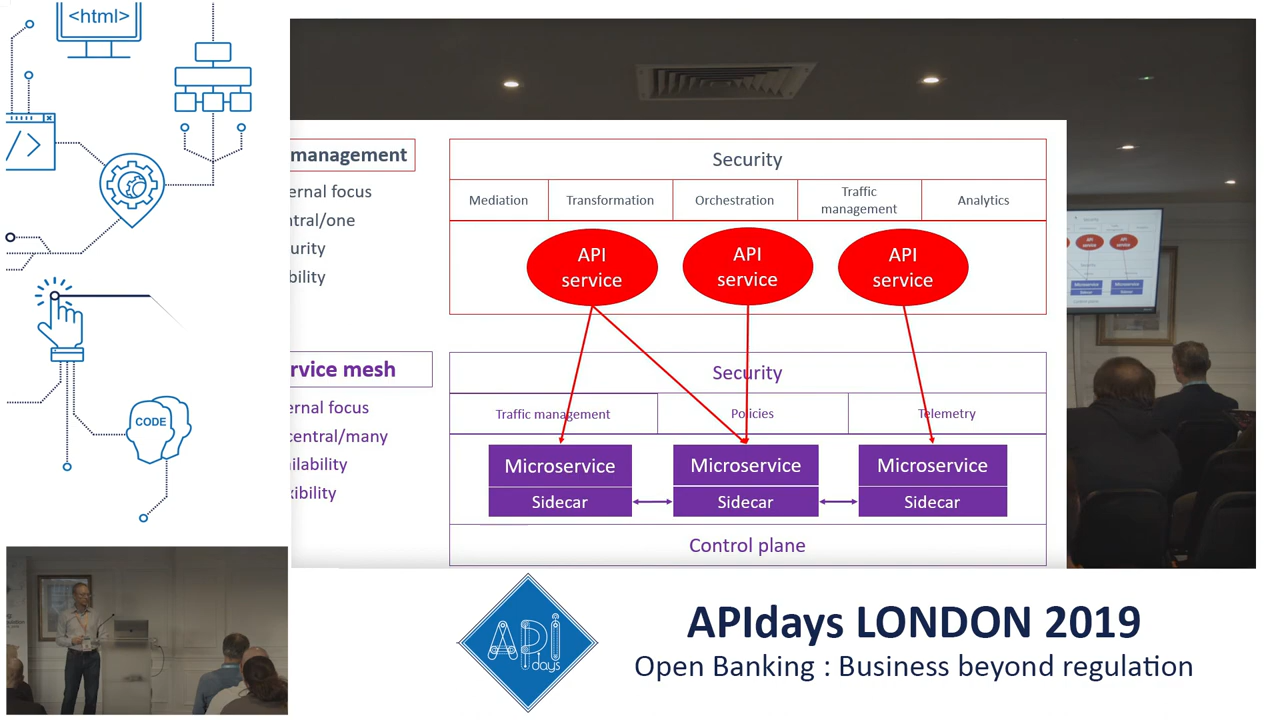 <html>
</>
CODE
management
ernal focus
ntral/one
urity
bility
Security
Mediation
Transformation
Orchestration
Traffic
management
Analytics
API
service
API
service
API
service
rvice mesh
ernal focus
central/many
ilability
xibility
Security
Traffic management
Policies
Telemetry
Microservice
Sidecar
Microservice
Sidecar
Microservice
Sidecar
Control plane
API
days
APIdays LONDON 2019
Open Banking : Business beyond regulation